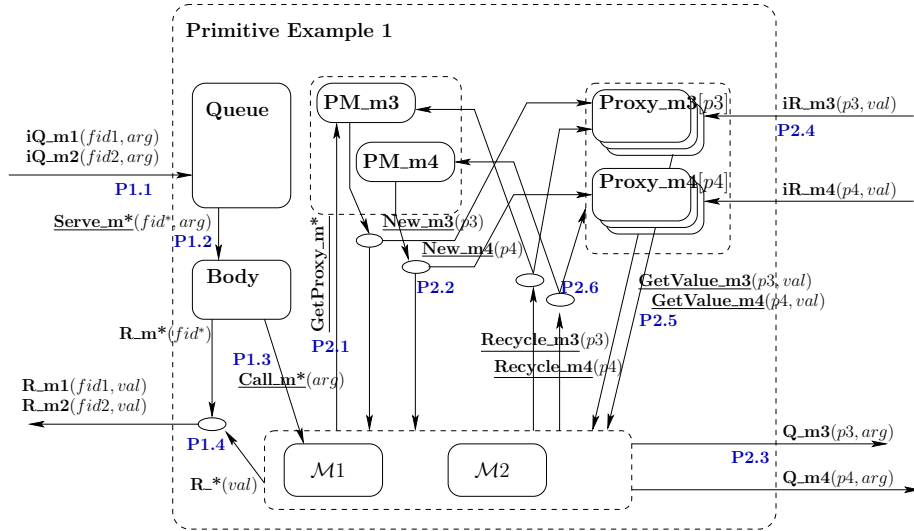 Primitive Example 1
Queue
PM_m3
Proxy_m3[p3]
iR_m3(p3, val)
P2.4
iQ_m1(fid1, arg)
iQ_m2(fid2, arg)
P1.1
PM_m4
Proxy_m4[p4]
iR_m4(p4, val)
Serve_m*(fid*, arg)
P1.2
GetProxy_m*
New_m3(p3)
New_m4(p4)
Body
P2.2
P2.6
GetValue_m3(p3, val)
GetValue_m4(p4, val)
P2.5
R_m*(fid*)
P1.3
P2.1
Recycle_m3(p3)
Recycle_m4(p4)
Call_m*(arg)
R_m1(fid1, val)
R_m2(fid2, val)
P1.4
Q_m3(p3, arg)
P2.3
ℳ1
ℳ2
R_*(val)
Q_m4(p4, arg)